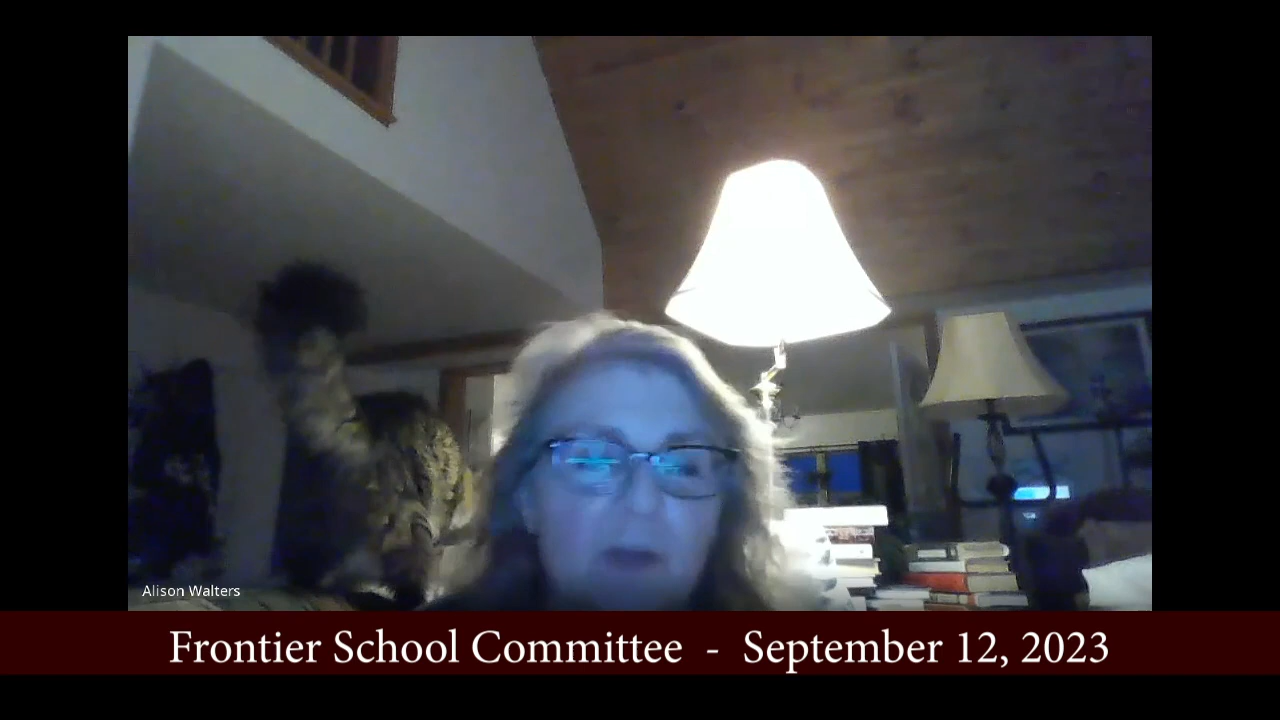 Alison Walters
Frontier School Committee - September 12, 2023